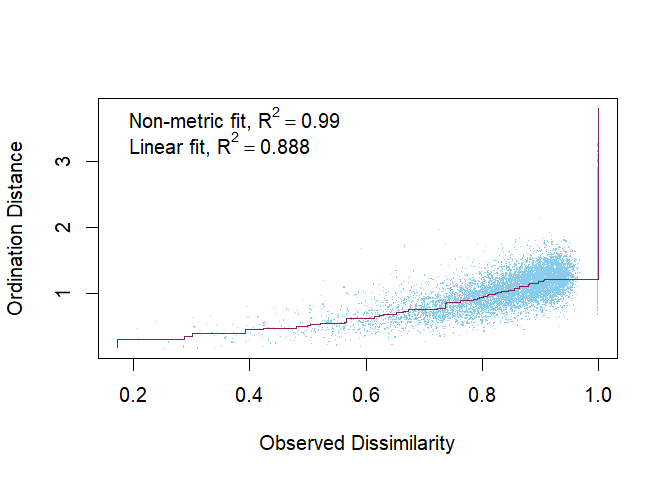 Non-metric fit, R² = 0.99
Linear fit, R² = 0.888
Ordination Distance
3
2
1
0.2 0.4 0.6 0.8 1.0
Observed Dissimilarity